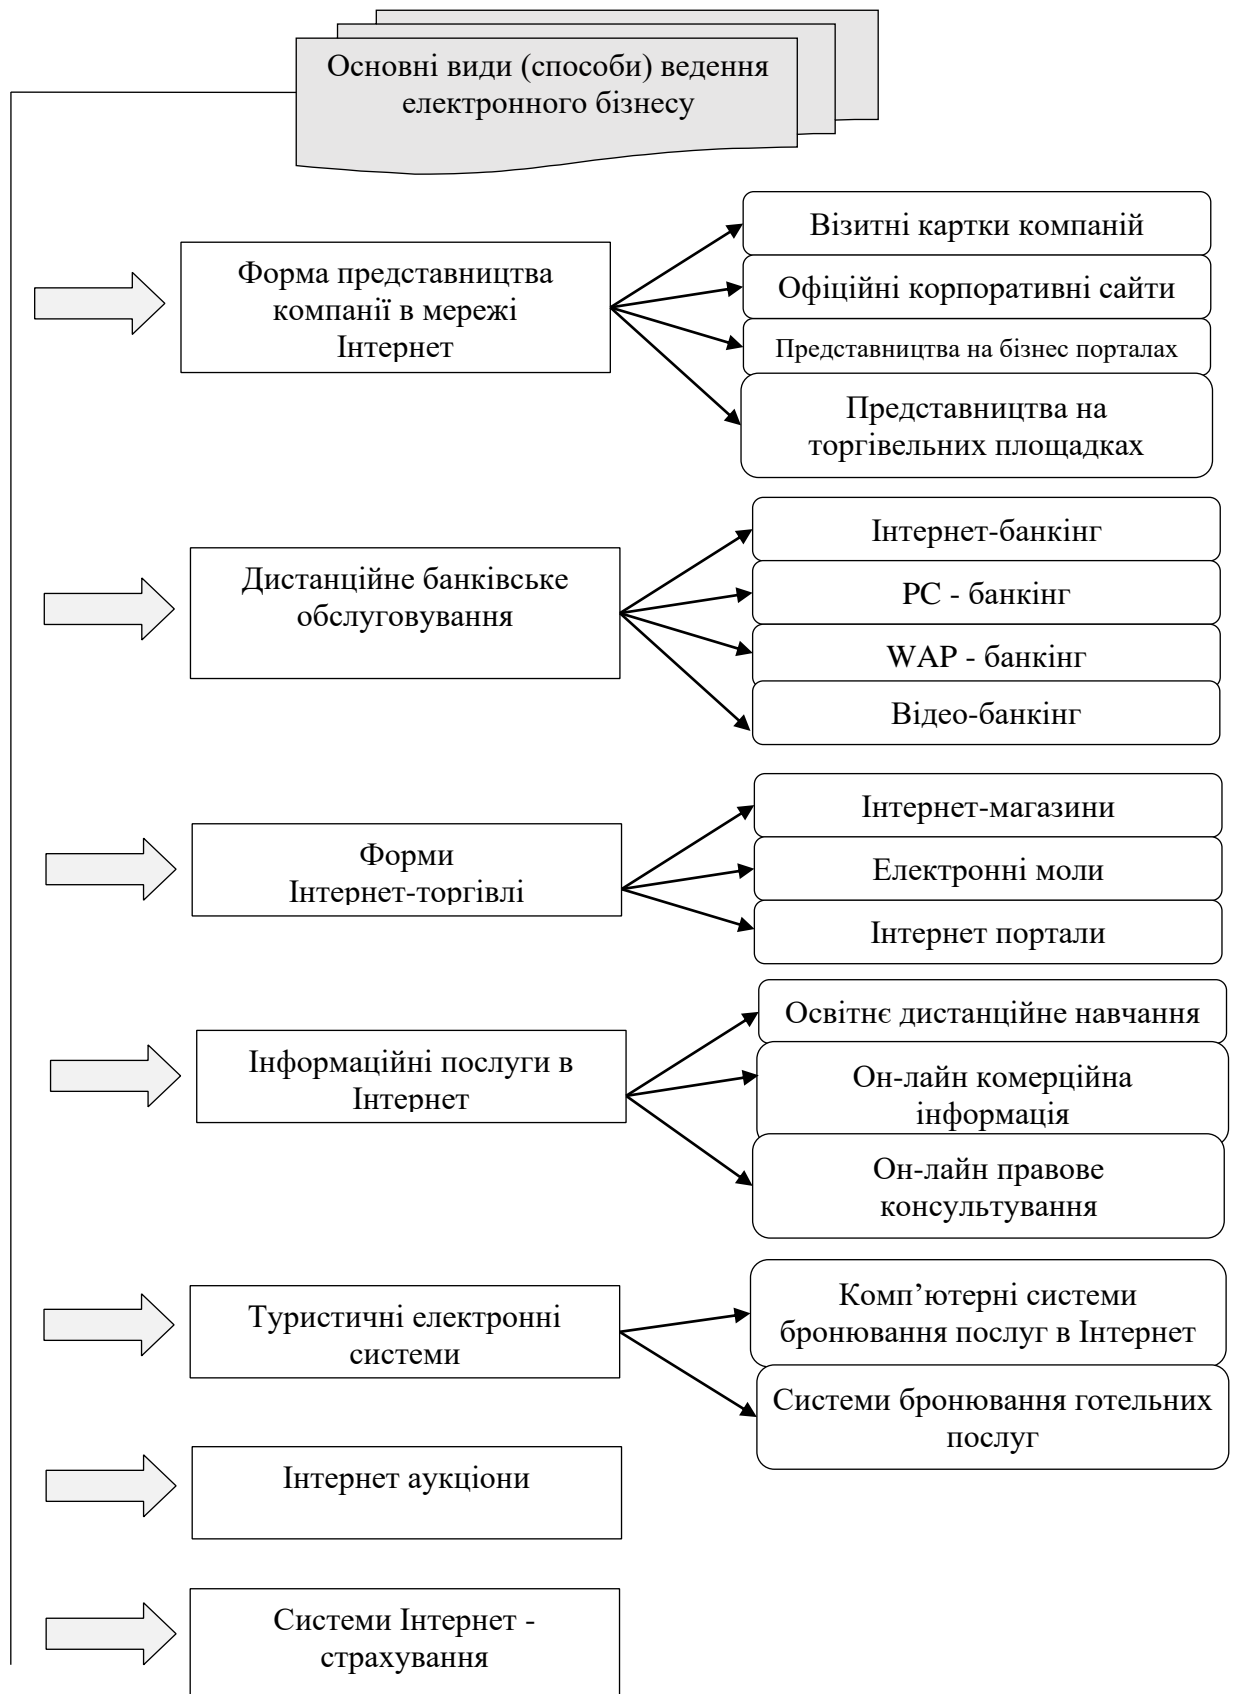 Основні види (способи) ведення
електронного бізнесу
Форма представництва
компанії в мережі
Інтернет
Візитні картки компаній
Офіційні корпоративні сайти
Представництва на бізнес порталах
Представництва на
торгівельних площадках
Дистанційне банківське
обслуговування
Інтернет-банкінг
PC - банкінг
WAP - банкінг
Відео-банкінг
Форми
Інтернет-торгівлі
Інтернет-магазини
Електронні моли
Інтернет портали
Інформаційні послуги в
Інтернет
Освітнє дистанційне навчання
Он-лайн комерційна
інформація
Он-лайн правове
консультування
Туристичні електронні
системи
Комп’ютерні системи
бронювання послуг в Інтернет
Системи бронювання готельних
послуг
Інтернет аукціони
Системи Інтернет -
страхування